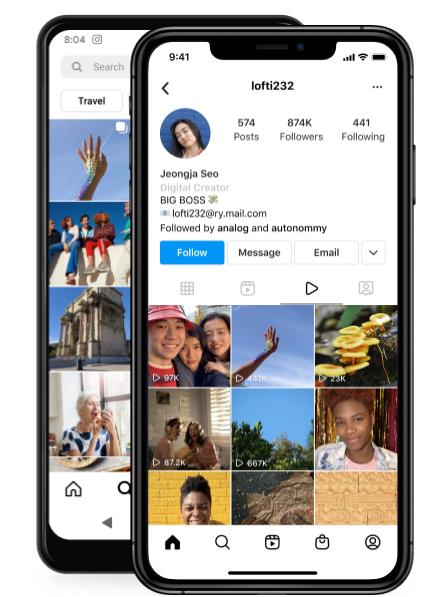 8:04
Search
Travel
9:41
lofti232
574 874K 441
Posts Followers Following
Jeongja Seo
Digital Creator
BIG BOSS
lofti232@ry.mail.com
Followed by analog and autonommy
Follow Message Email
97K 441K 23K
87.2K 667K